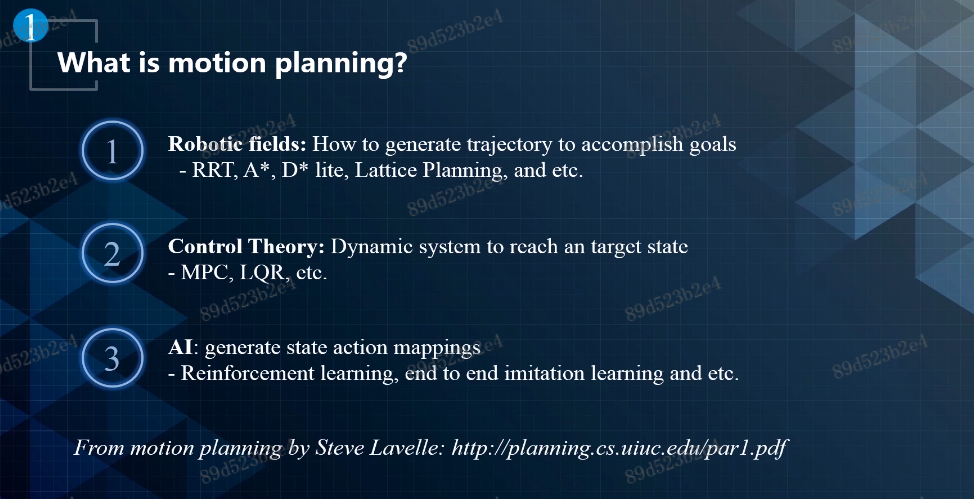 1
What is motion planning?
1
Robotic fields: How to generate trajectory to accomplish goals
- RRT, A*, D* lite, Lattice Planning, and etc.
2
Control Theory: Dynamic system to reach an target state
- MPC, LQR, etc.
3
AI: generate state action mappings
- Reinforcement learning, end to end imitation learning and etc.
From motion planning by Steve Lavelle: http://planning.cs.uiuc.edu/par1.pdf
89d523b2e4